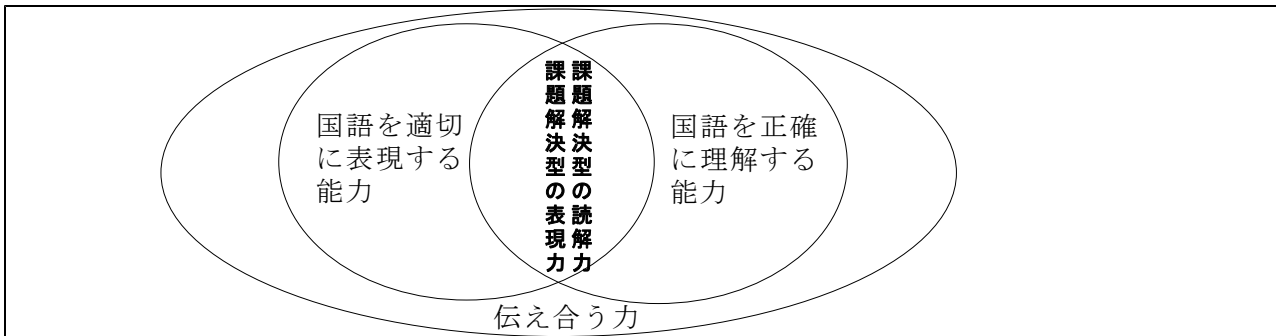 国語を適切
に表現する
能力
課題解決型の読解力
課題解決型の表現力
国語を正確
に理解する
能力
伝え合う力